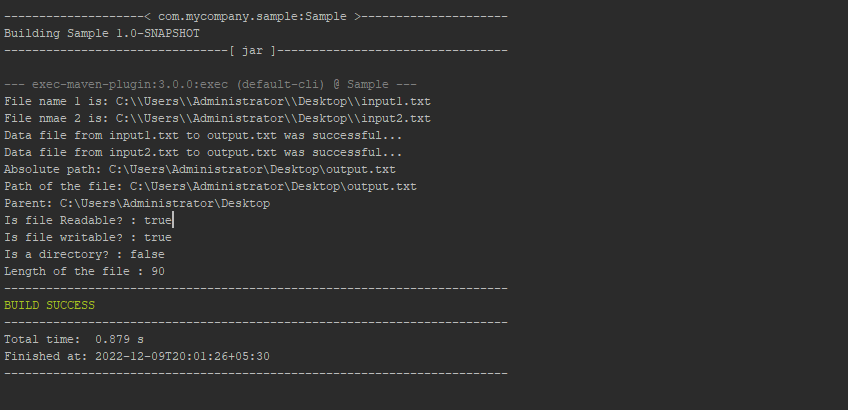 --------------------< com.mycompany.sample:Sample >---------------------
Building Sample 1.0-SNAPSHOT
--------------------------------[ jar ]---------------------------------
--- exec-maven-plugin:3.0.0:exec (default-cli) @ Sample ---
File name 1 is: C:\\Users\\Administrator\\Desktop\\input1.txt
File nmae 2 is: C:\\Users\\Administrator\\Desktop\\input2.txt
Data file from input1.txt to output.txt was successful...
Data file from input2.txt to output.txt was successful...
Absolute path: C:\Users\Administrator\Desktop\output.txt
Path of the file: C:\Users\Administrator\Desktop\output.txt
Parent: C:\Users\Administrator\Desktop
Is file Readable? : true
Is file writable? : true
Is a directory? : false
Length of the file : 90
------------------------------------------------------------------------
BUILD SUCCESS
------------------------------------------------------------------------
Total time:  0.879 s
Finished at: 2022-12-09T20:01:26+05:30
------------------------------------------------------------------------